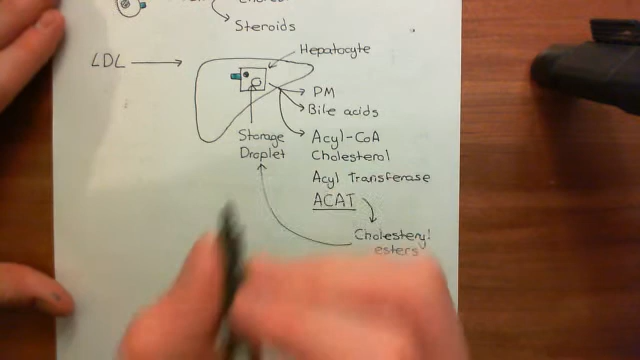 Steroids
Hepatocyte
LDL
PM
Bile acids
Storage
Droplet
Acyl-CoA
Cholesterol
Acyl Transferase
ACAT
Cholesteryl
esters